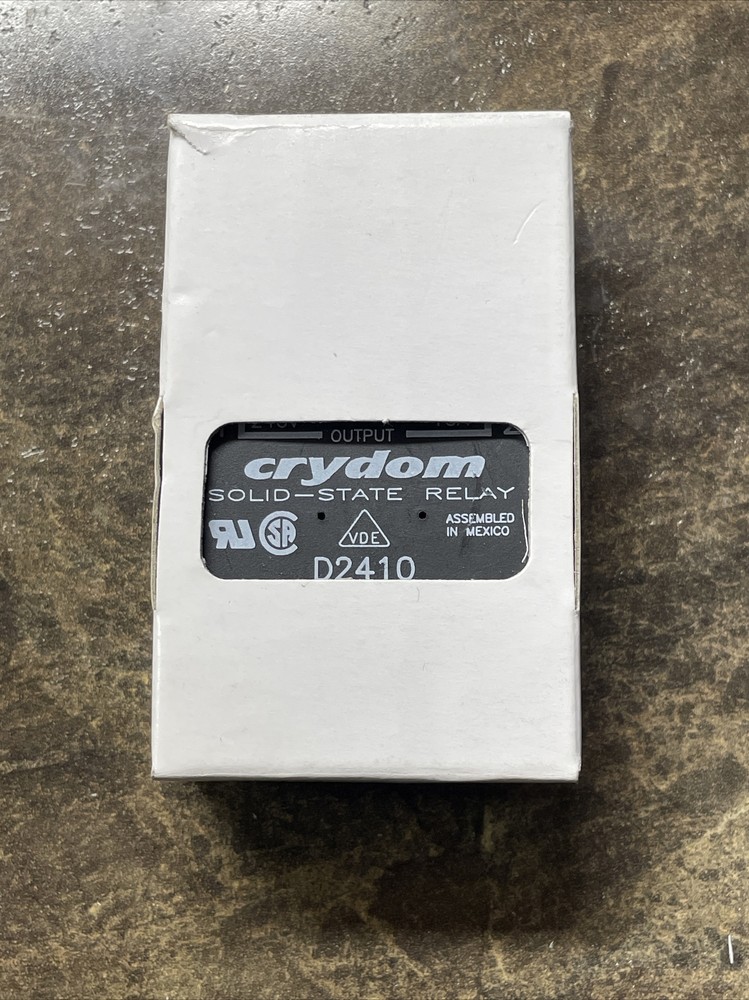 OUTPUT
crydom
SOLID-STATE RELAY
VDE
ASSEMBLED
IN MEXICO
D2410